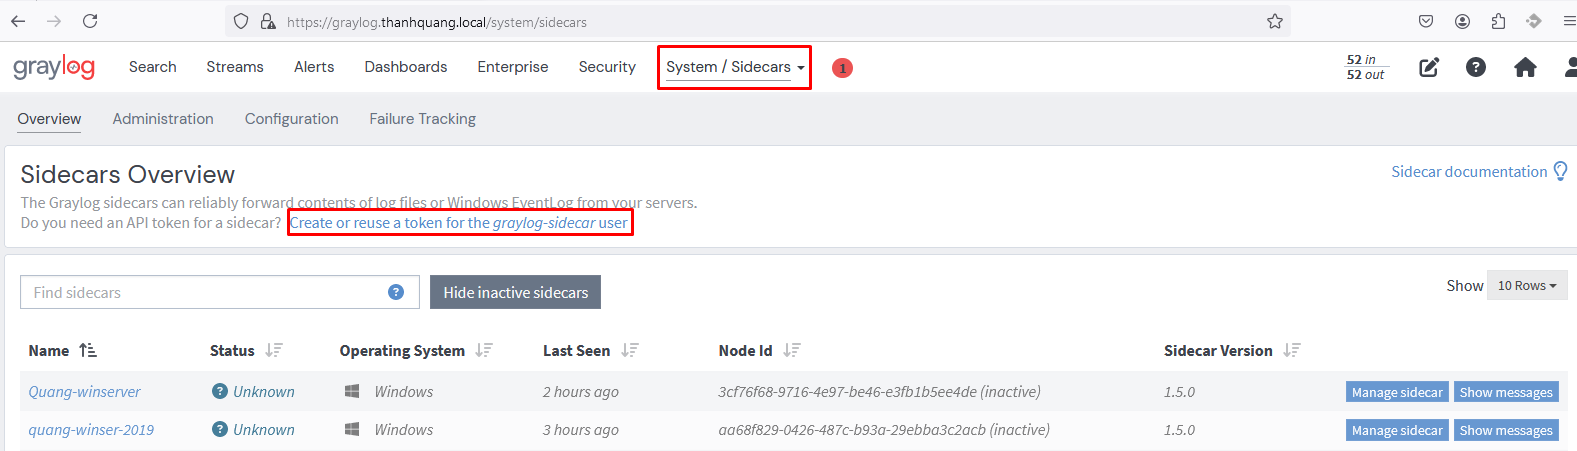 https://graylog.thanhquang.local/system/sidecars
graylog Search Streams Alerts Dashboards Enterprise Security System / Sidecars 1 52 in
52 out
Overview Administration Configuration Failure Tracking
Sidecars Overview
Sidecar documentation
The Graylog sidecars can reliably forward contents of log files or Windows EventLog from your servers.
Do you need an API token for a sidecar? Create or reuse a token for the graylog-sidecar user
Find sidecars ? Hide inactive sidecars Show 10 Rows
Name Status Operating System Last Seen Node Id Sidecar Version
Quang-winserver ? Unknown Windows 2 hours ago 3cf76f68-9716-4e97-be46-e3fb1b5ee4de (inactive) 1.5.0 Manage sidecar Show messages
quang-winser-2019 ? Unknown Windows 3 hours ago aa68f829-0426-487c-b93a-29ebba3c2acb (inactive) 1.5.0 Manage sidecar Show messages